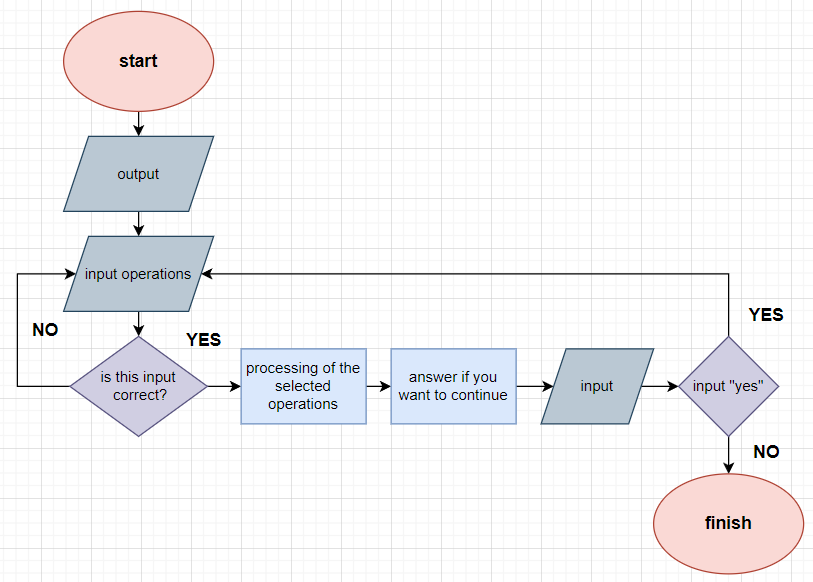 start
output
input operations
NO
YES
is this input
correct?
processing of the
selected
operations
answer if you
want to continue
input
input "yes"
YES
NO
finish